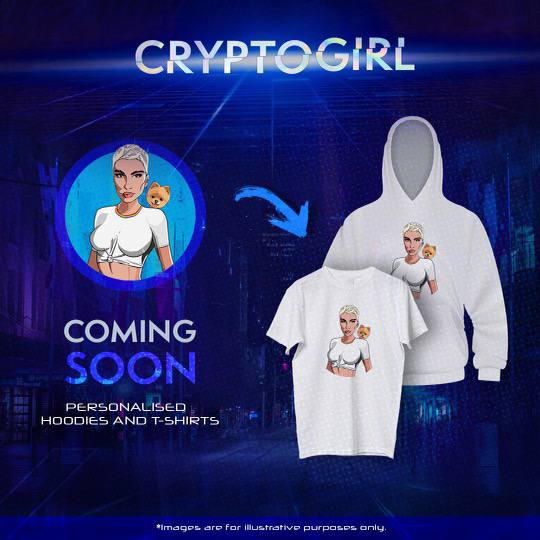 CRYPTOGIRL
COMING
SOON
PERSONALISED
HOODIES AND T-SHIRTS
*Images are for illustrative purposes only.